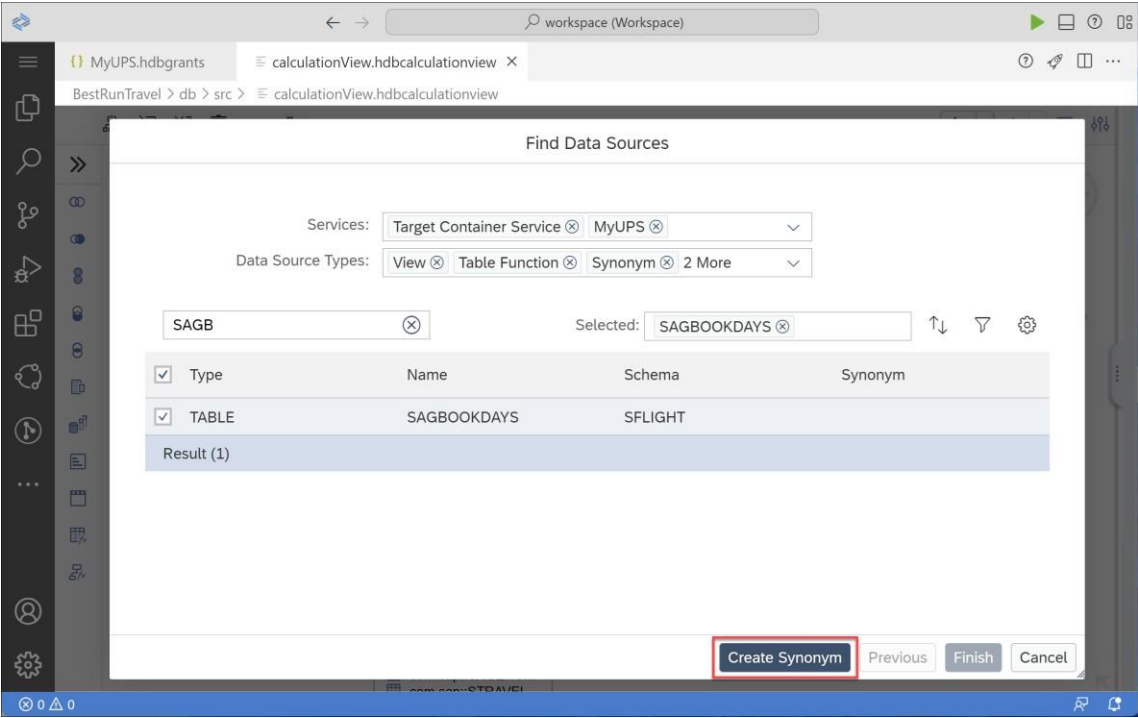 workspace (Workspace)
{} MyUPS.hdbgrants
calculationView.hdbcalculationview
BestRunTravel > db > src > calculationView.hdbcalculationview
Find Data Sources
Services: Target Container Service MyUPS
Data Source Types: View Table Function Synonym 2 More
SAGB Selected: SAGBOOKDAYS
Type Name Schema Synonym
TABLE SAGBOOKDAYS SFLIGHT
Result (1)
Create Synonym Previous Finish Cancel
0 0